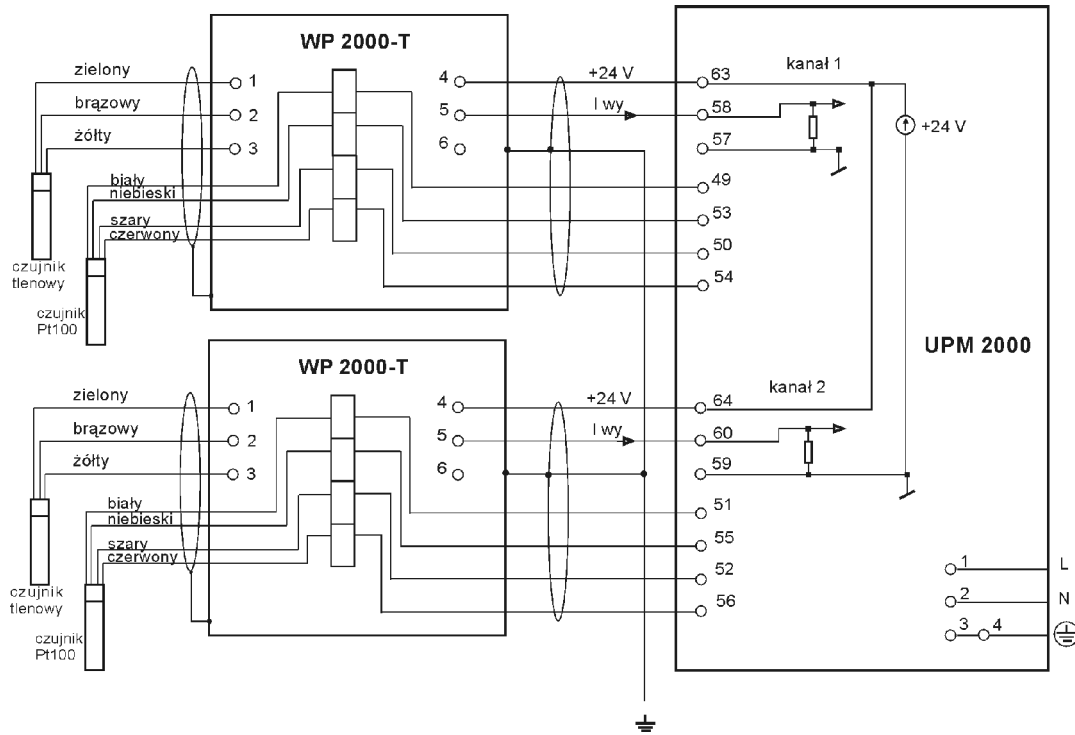 WP 2000-T
zielony
brązowy
żółty
1
2
3
4
5
6
biały
niebieski
szary
czerwony
czujnik
tlenowy
czujnik
Pt100
+24 V
I wy
63
58
57
49
53
50
54
kanał 1
+24 V
UPM 2000
WP 2000-T
zielony
brązowy
żółty
1
2
3
4
5
6
biały
niebieski
szary
czerwony
czujnik
tlenowy
czujnik
Pt100
+24 V
I wy
64
60
59
51
55
52
56
kanał 2
1
L
2
N
3
4